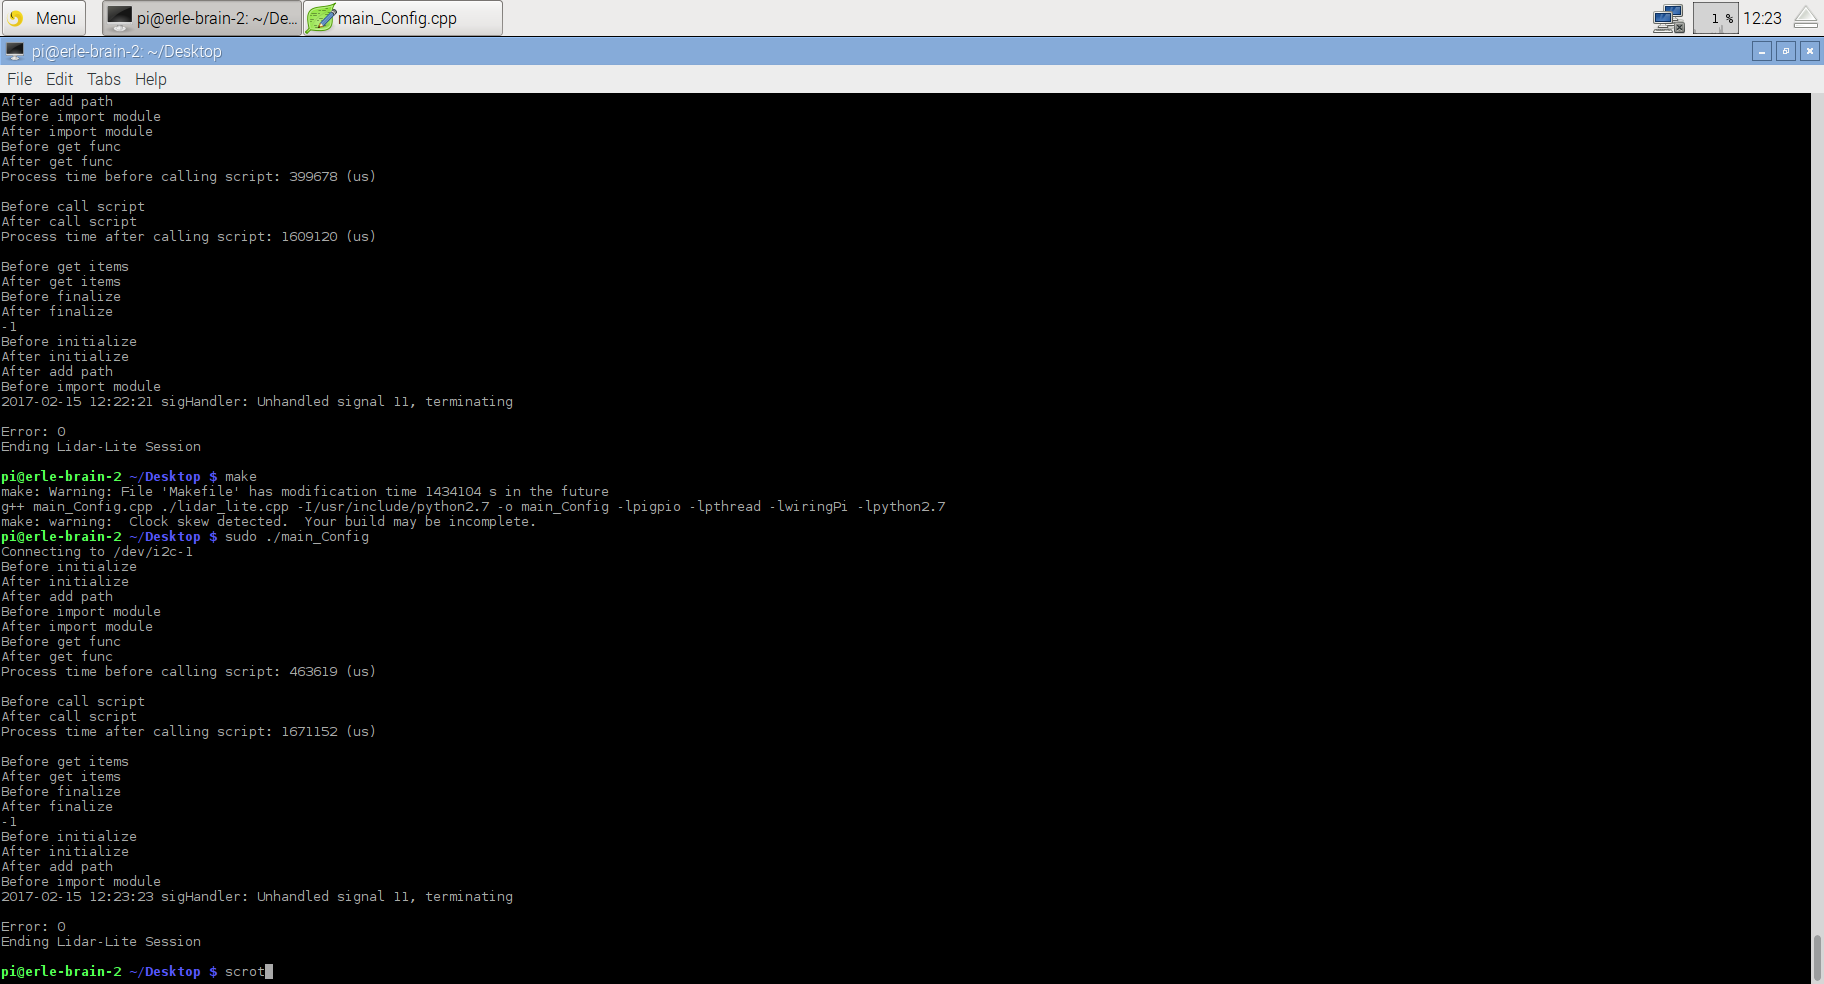 Menu
pi@erle-brain-2: ~/De...
main_Config.cpp
1 %
12:23
pi@erle-brain-2: ~/Desktop
File Edit Tabs Help
After add path
Before import module
After import module
Before get func
After get func
Process time before calling script: 399678 (us)
Before call script
After call script
Process time after calling script: 1609120 (us)
Before get items
After get items
Before finalize
After finalize
-1
Before initialize
After initialize
After add path
Before import module
2017-02-15 12:22:21 sigHandler: Unhandled signal 11, terminating
Error: 0
Ending Lidar-Lite Session
pi@erle-brain-2 ~/Desktop $ make
make: Warning: File 'Makefile' has modification time 1434104 s in the future
g++ main_Config.cpp ./lidar_lite.cpp -I/usr/include/python2.7 -o main_Config -lpigpio -lpthread -lwiringPi -lpython2.7
make: warning:  Clock skew detected.  Your build may be incomplete.
pi@erle-brain-2 ~/Desktop $ sudo ./main_Config
Connecting to /dev/i2c-1
Before initialize
After initialize
After add path
Before import module
After import module
Before get func
After get func
Process time before calling script: 463619 (us)
Before call script
After call script
Process time after calling script: 1671152 (us)
Before get items
After get items
Before finalize
After finalize
-1
Before initialize
After initialize
After add path
Before import module
2017-02-15 12:23:23 sigHandler: Unhandled signal 11, terminating
Error: 0
Ending Lidar-Lite Session
pi@erle-brain-2 ~/Desktop $ scrot